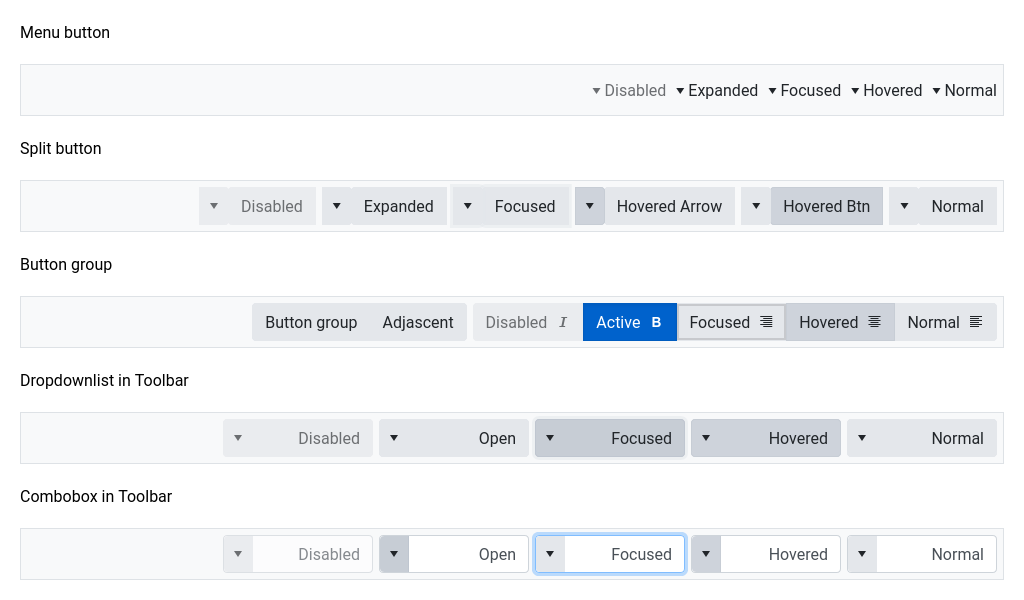 Menu button
Disabled Expanded Focused Hovered Normal
Split button
Disabled Expanded Focused Hovered Arrow Hovered Btn Normal
Button group
Button group Adjascent Disabled I Active B Focused Hovered Normal
Dropdownlist in Toolbar
Disabled Open Focused Hovered Normal
Combobox in Toolbar
Disabled Open Focused Hovered Normal